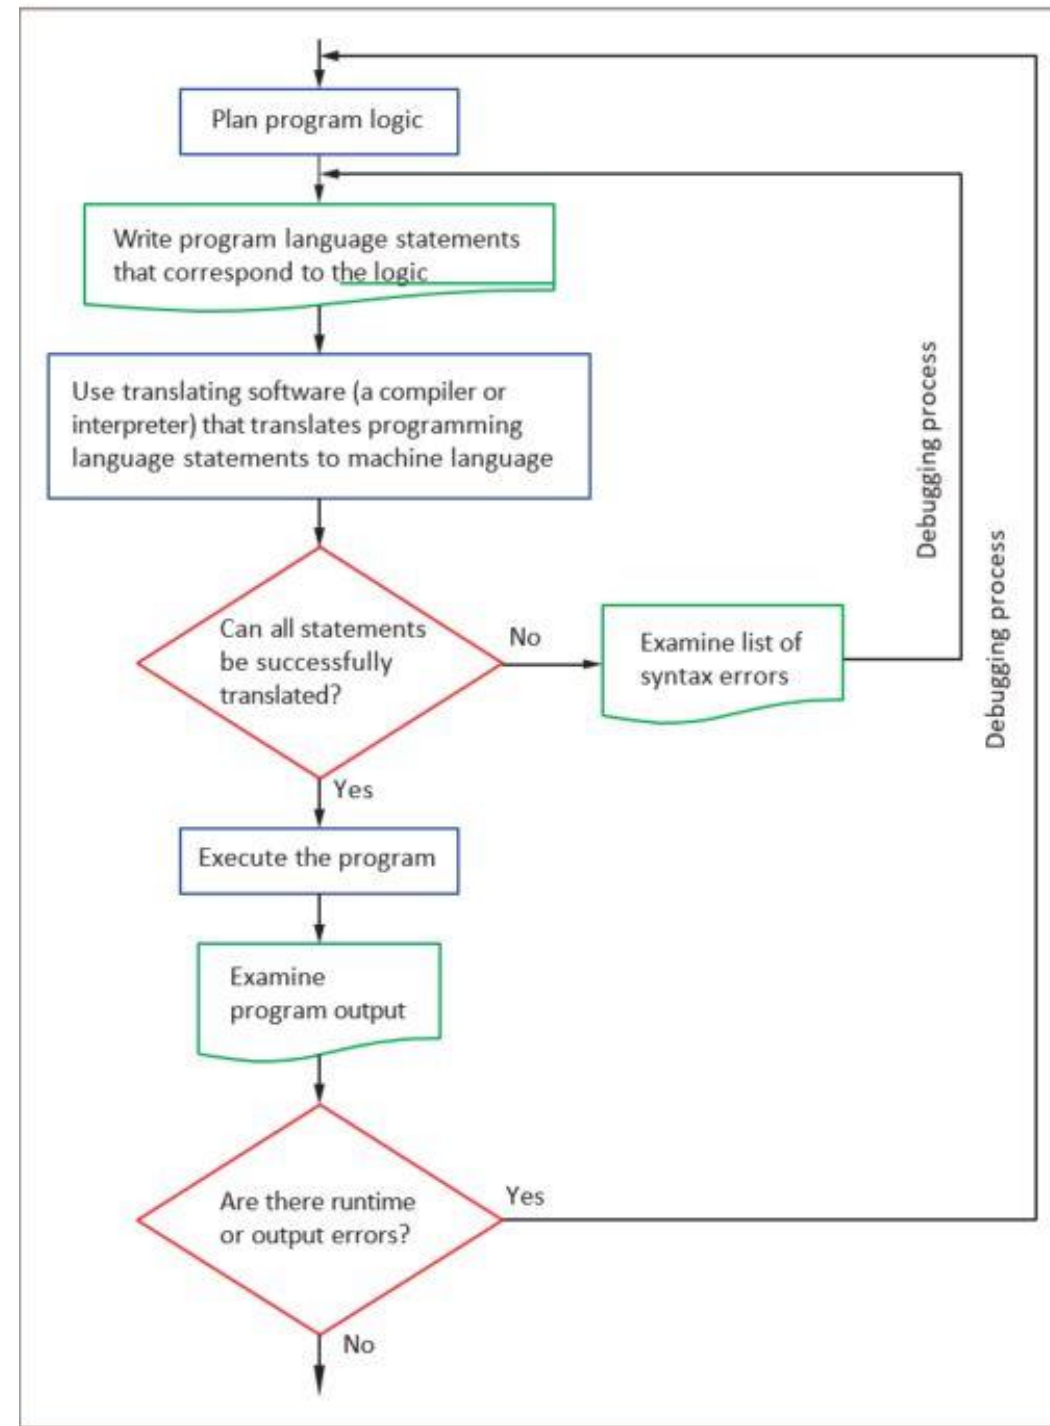 Plan program logic
Write program language statements
that correspond to the logic
Use translating software (a compiler or
interpreter) that translates programming
language statements to machine language
Can all statements
be successfully
translated?
No
Examine list of
syntax errors
Debugging process
Debugging process
Yes
Execute the program
Examine
program output
Are there runtime
or output errors?
Yes
No